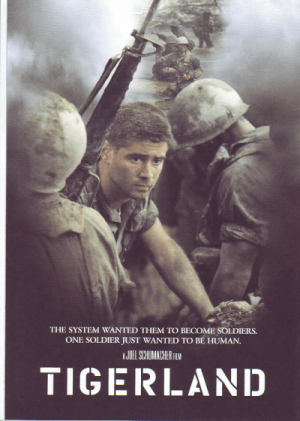 THE SYSTEM WANTED THEM TO BECOME SOLDIERS.
ONE SOLDIER JUST WANTED TO BE HUMAN.
A JOEL SCHUMACHER FILM
TIGERLAND